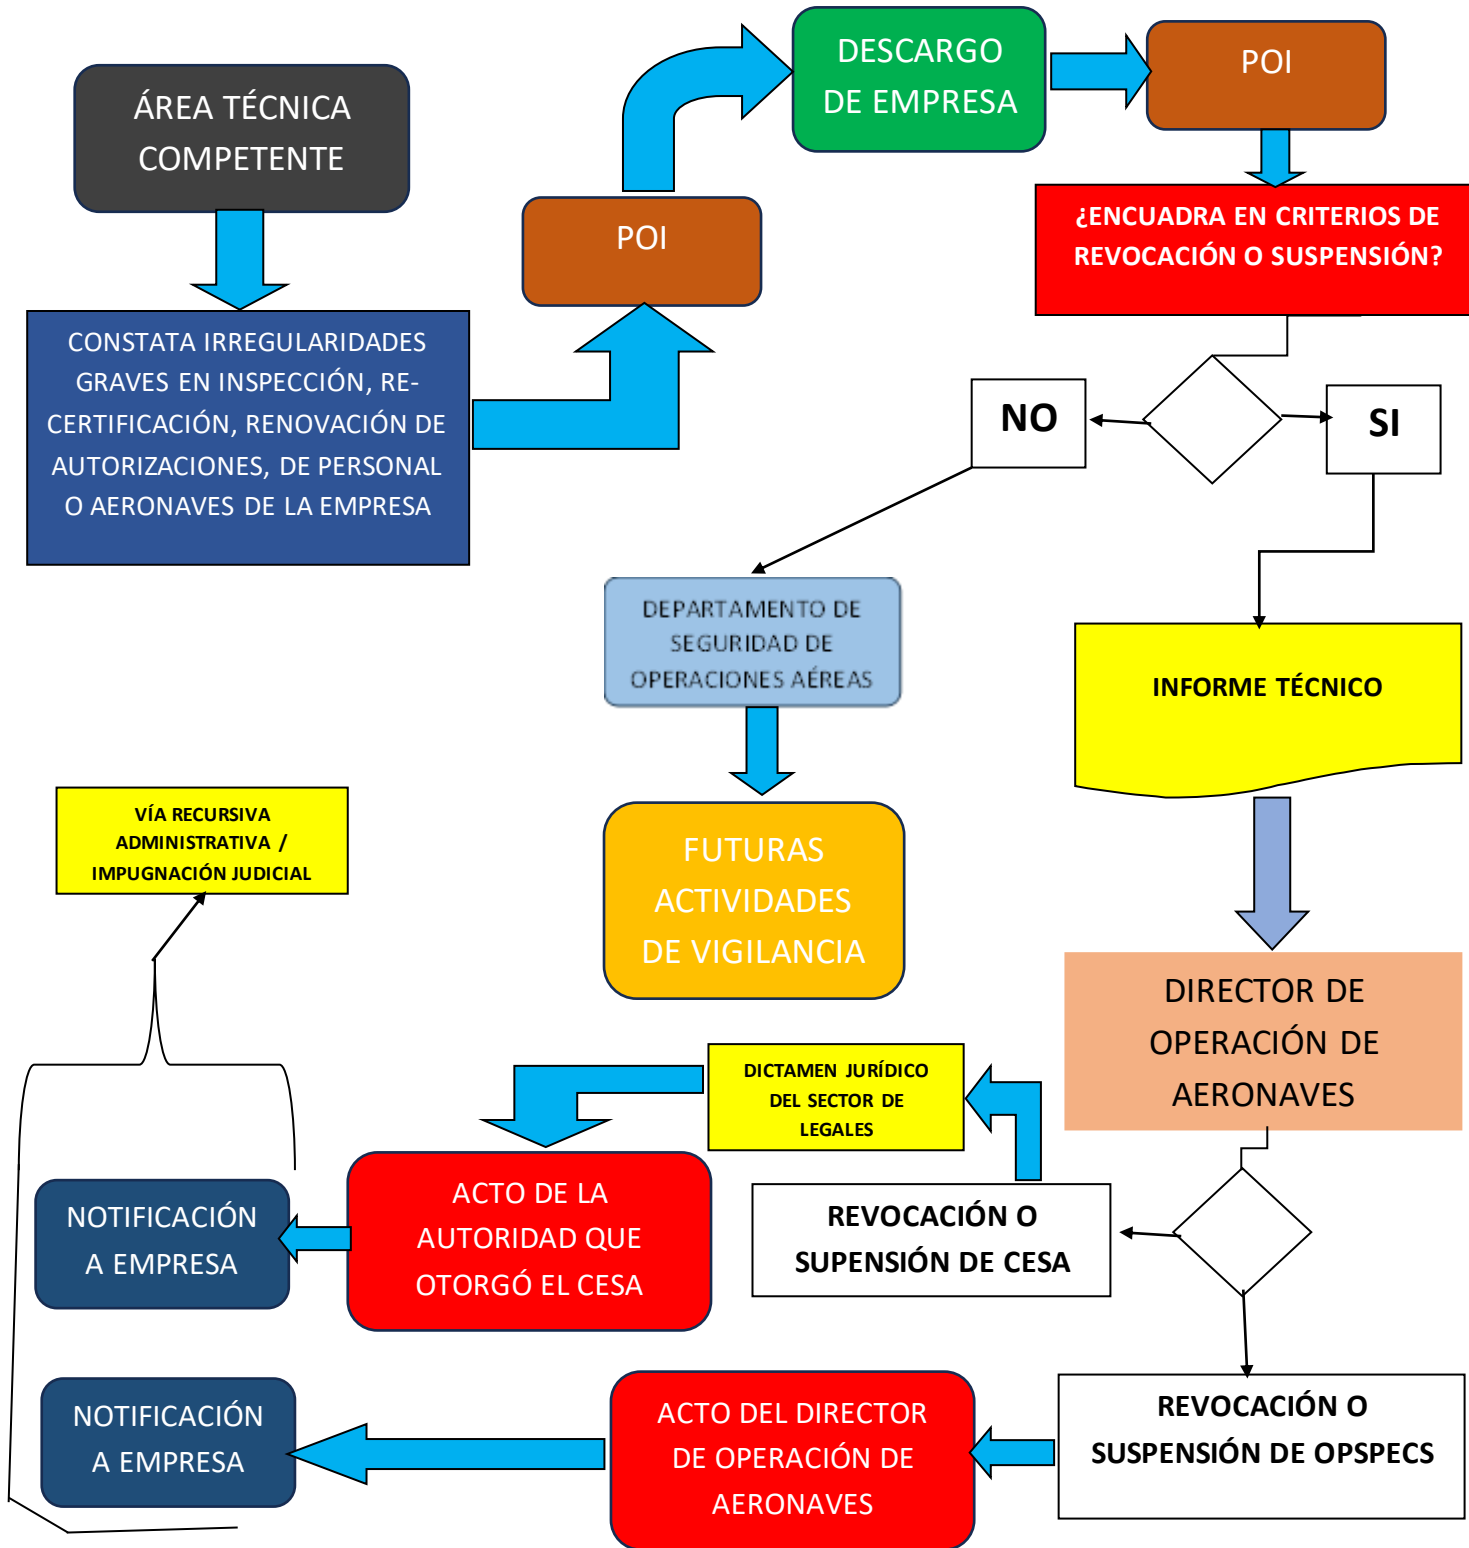 ÁREA TÉCNICA
COMPETENTE
CONSTATA IRREGULARIDADES
GRAVES EN INSPECCIÓN, RE-
CERTIFICACIÓN, RENOVACIÓN DE
AUTORIZACIONES, DE PERSONAL
O AERONAVES DE LA EMPRESA
POI
DESCARGO
DE EMPRESA
POI
¿ENCUADRA EN CRITERIOS DE
REVOCACIÓN O SUSPENSIÓN?
NO
SI
DEPARTAMENTO DE
SEGURIDAD DE
OPERACIONES AÉREAS
FUTURAS
ACTIVIDADES
DE VIGILANCIA
INFORME TÉCNICO
DIRECTOR DE
OPERACIÓN DE
AERONAVES
REVOCACIÓN O
SUPENSIÓN DE CESA
DICTAMEN JURÍDICO
DEL SECTOR DE
LEGALES
ACTO DE LA
AUTORIDAD QUE
OTORGÓ EL CESA
NOTIFICACIÓN
A EMPRESA
REVOCACIÓN O
SUSPENSIÓN DE OPSPECS
ACTO DEL DIRECTOR
DE OPERACIÓN DE
AERONAVES
NOTIFICACIÓN
A EMPRESA
VÍA RECURSIVA
ADMINISTRATIVA /
IMPUGNACIÓN JUDICIAL